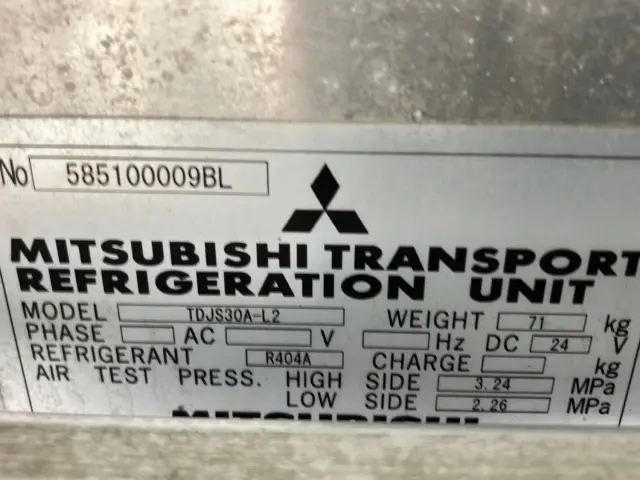 No 585100009BL
MITSUBISHI TRANSPORT
REFRIGERATION UNIT
MODEL TDJS30A-L2 WEIGHT 71 kg
PHASE AC V Hz DC 24 V
REFRIGERANT R404A CHARGE kg
AIR TEST PRESS. HIGH SIDE 3.24 MPa
LOW SIDE 2.26 MPa
MITSUBISHI